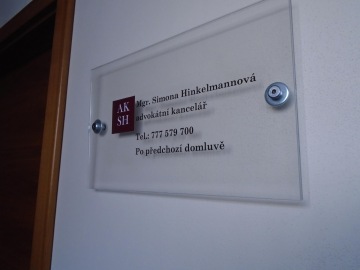 AK
SH
Mgr. Simona Hinkelmannová
advokátní kancelář
Tel.: 777 579 700
Po předchozí domluvě